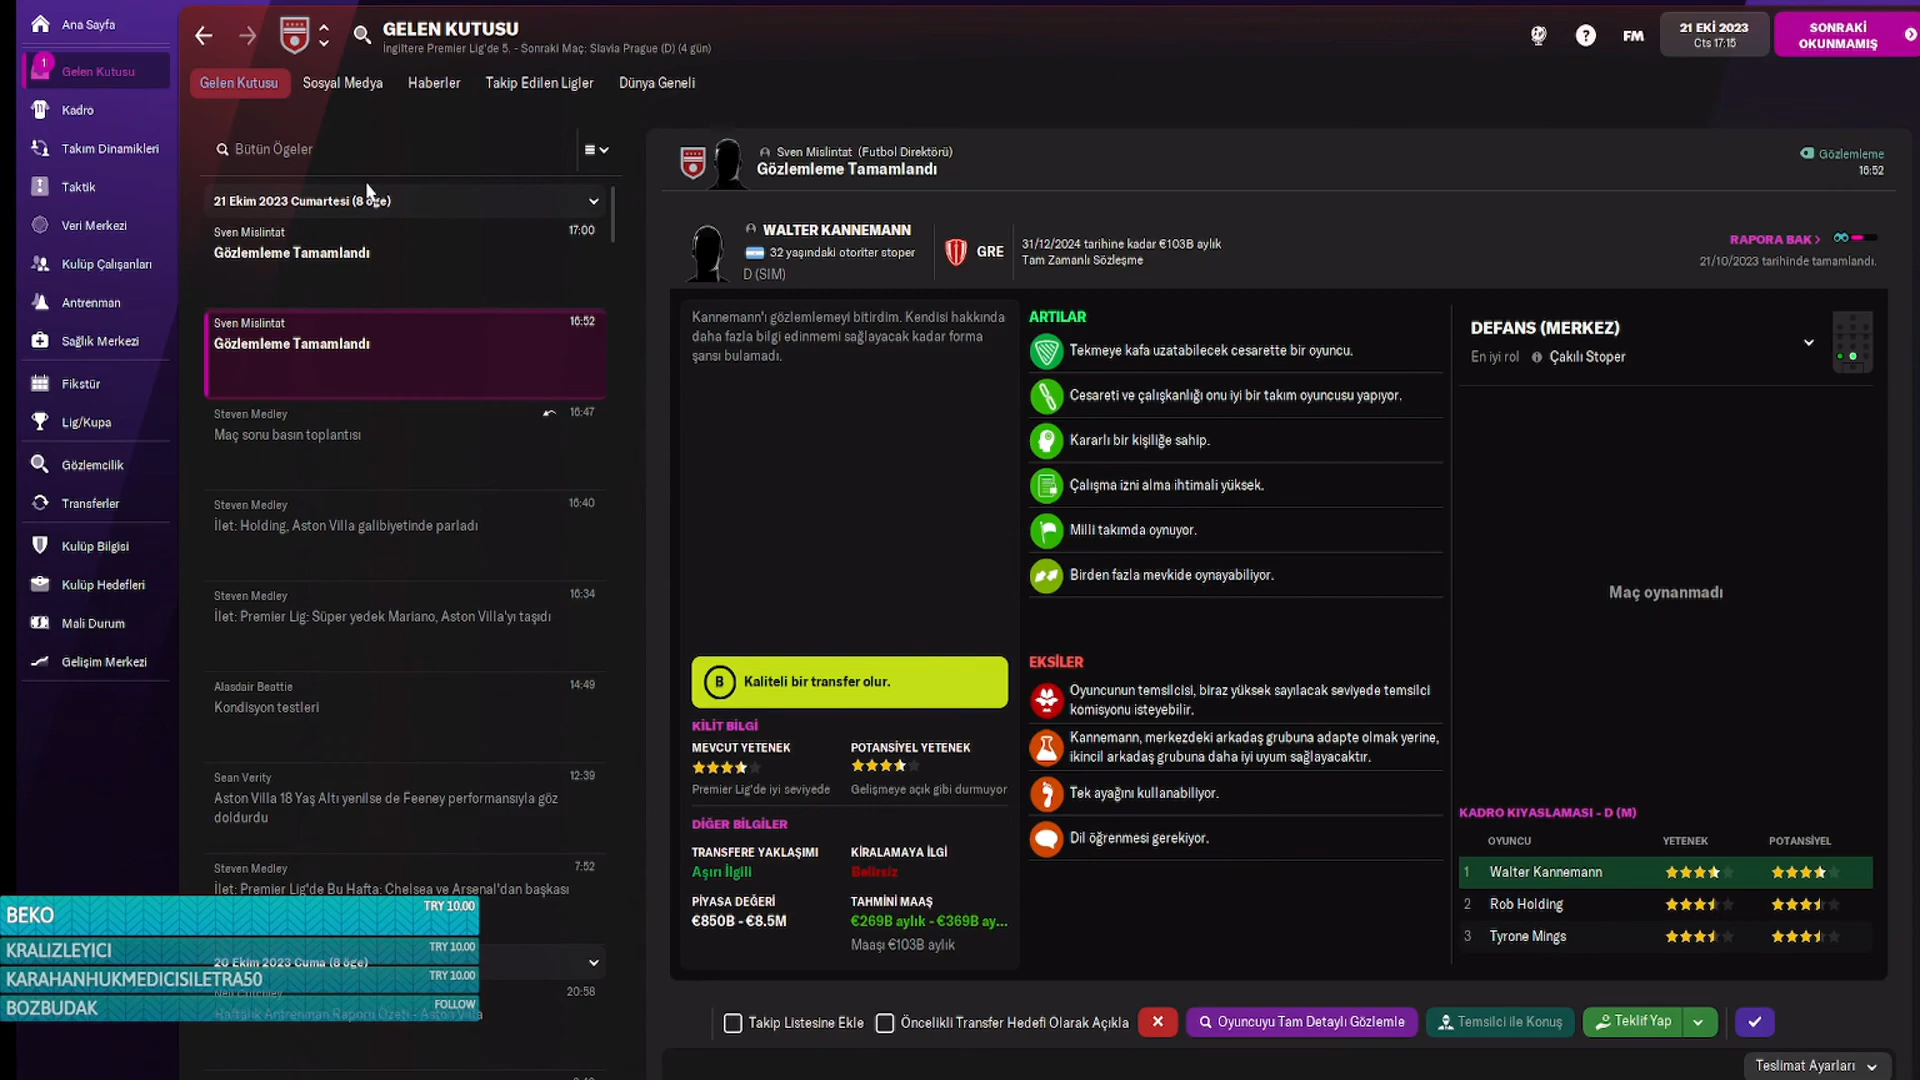 Ana Sayfa
1
Gelen Kutusu
Kadro
Takım Dinamikleri
Taktik
Veri Merkezi
Kulüp Çalışanları
Antrenman
Sağlık Merkezi
Fikstür
Lig/Kupa
Gözlemcilik
Transferler
Kulüp Bilgisi
Kulüp Hedefleri
Mali Durum
Gelişim Merkezi
GELEN KUTUSU
İngiltere Premier Lig'de 5. - Sonraki Maç: Slavia Prague (D) (4 gün)
FM
21 EKİ 2023
Cts 17:15
SONRAKİ
OKUNMAMIŞ
Gelen Kutusu
Sosyal Medya
Haberler
Takip Edilen Ligler
Dünya Geneli
Bütün Ögeler
21 Ekim 2023 Cumartesi (8 öge)
Sven Mislintat
17:00
Gözlemleme Tamamlandı
Sven Mislintat
16:52
Gözlemleme Tamamlandı
Steven Medley
16:47
Maç sonu basın toplantısı
Steven Medley
16:40
İlet: Holding, Aston Villa galibiyetinde parladı
Steven Medley
16:34
İlet: Premier Lig: Süper yedek Mariano, Aston Villa'yı taşıdı
Alasdair Beattie
14:49
Kondisyon testleri
Sean Verity
12:39
Aston Villa 18 Yaş Altı yenilse de Feeney performansıyla göz
doldurdu
Steven Medley
7:52
İlet: Premier Lig'de Bu Hafta: Chelsea ve Arsenal'dan başkası
20 Ekim 2023 Cuma (8 öge)
20:58
Haftalık Antrenman Raporu Özeti - Aston Villa
BEKO
TRY 10.00
KRALIZLEYICI
TRY 10.00
KARAHANHUKMEDICISILETRA50
TRY 10.00
BOZBUDAK
FOLLOW
Sven Mislintat (Futbol Direktörü)
Gözlemleme Tamamlandı
Gözlemleme
16:52
WALTER KANNEMANN
32 yaşındaki otoriter stoper
D (SIM)
GRE
31/12/2024 tarihine kadar €103B aylık
Tam Zamanlı Sözleşme
RAPORA BAK >
21/10/2023 tarihinde tamamlandı.
Kannemann'ı gözlemlemeyi bitirdim. Kendisi hakkında
daha fazla bilgi edinmemi sağlayacak kadar forma
şansı bulamadı.
B
Kaliteli bir transfer olur.
KİLİT BİLGİ
MEVCUT YETENEK
POTANSİYEL YETENEK
Premier Lig'de iyi seviyede
Gelişmeye açık gibi durmuyor
DİĞER BİLGİLER
TRANSFERE YAKLAŞIMI
KİRALAMAYA İLGİ
Aşırı İlgili
Belirsiz
PİYASA DEĞERİ
TAHMİNİ MAAŞ
€850B - €8.5M
€269B aylık - €369B ay...
Maaşı €103B aylık
ARTILAR
Tekmeye kafa uzatabilecek cesarette bir oyuncu.
Cesareti ve çalışkanlığı onu iyi bir takım oyuncusu yapıyor.
Kararlı bir kişiliğe sahip.
Çalışma izni alma ihtimali yüksek.
Milli takımda oynuyor.
Birden fazla mevkide oynayabiliyor.
EKSİLER
Oyuncunun temsilcisi, biraz yüksek sayılacak seviyede temsilci
komisyonu isteyebilir.
Kannemann, merkezdeki arkadaş grubuna adapte olmak yerine,
ikincil arkadaş grubuna daha iyi uyum sağlayacaktır.
Tek ayağını kullanabiliyor.
Dil öğrenmesi gerekiyor.
DEFANS (MERKEZ)
En iyi rol
Çakılı Stoper
Maç oynanmadı
KADRO KIYASLAMASI - D (M)
OYUNCU
YETENEK
POTANSİYEL
1 Walter Kannemann
2 Rob Holding
3 Tyrone Mings
Takip Listesine Ekle
Öncelikli Transfer Hedefi Olarak Açıkla
Oyuncuyu Tam Detaylı Gözlemle
Temsilci ile Konuş
Teklif Yap
Teslimat Ayarları